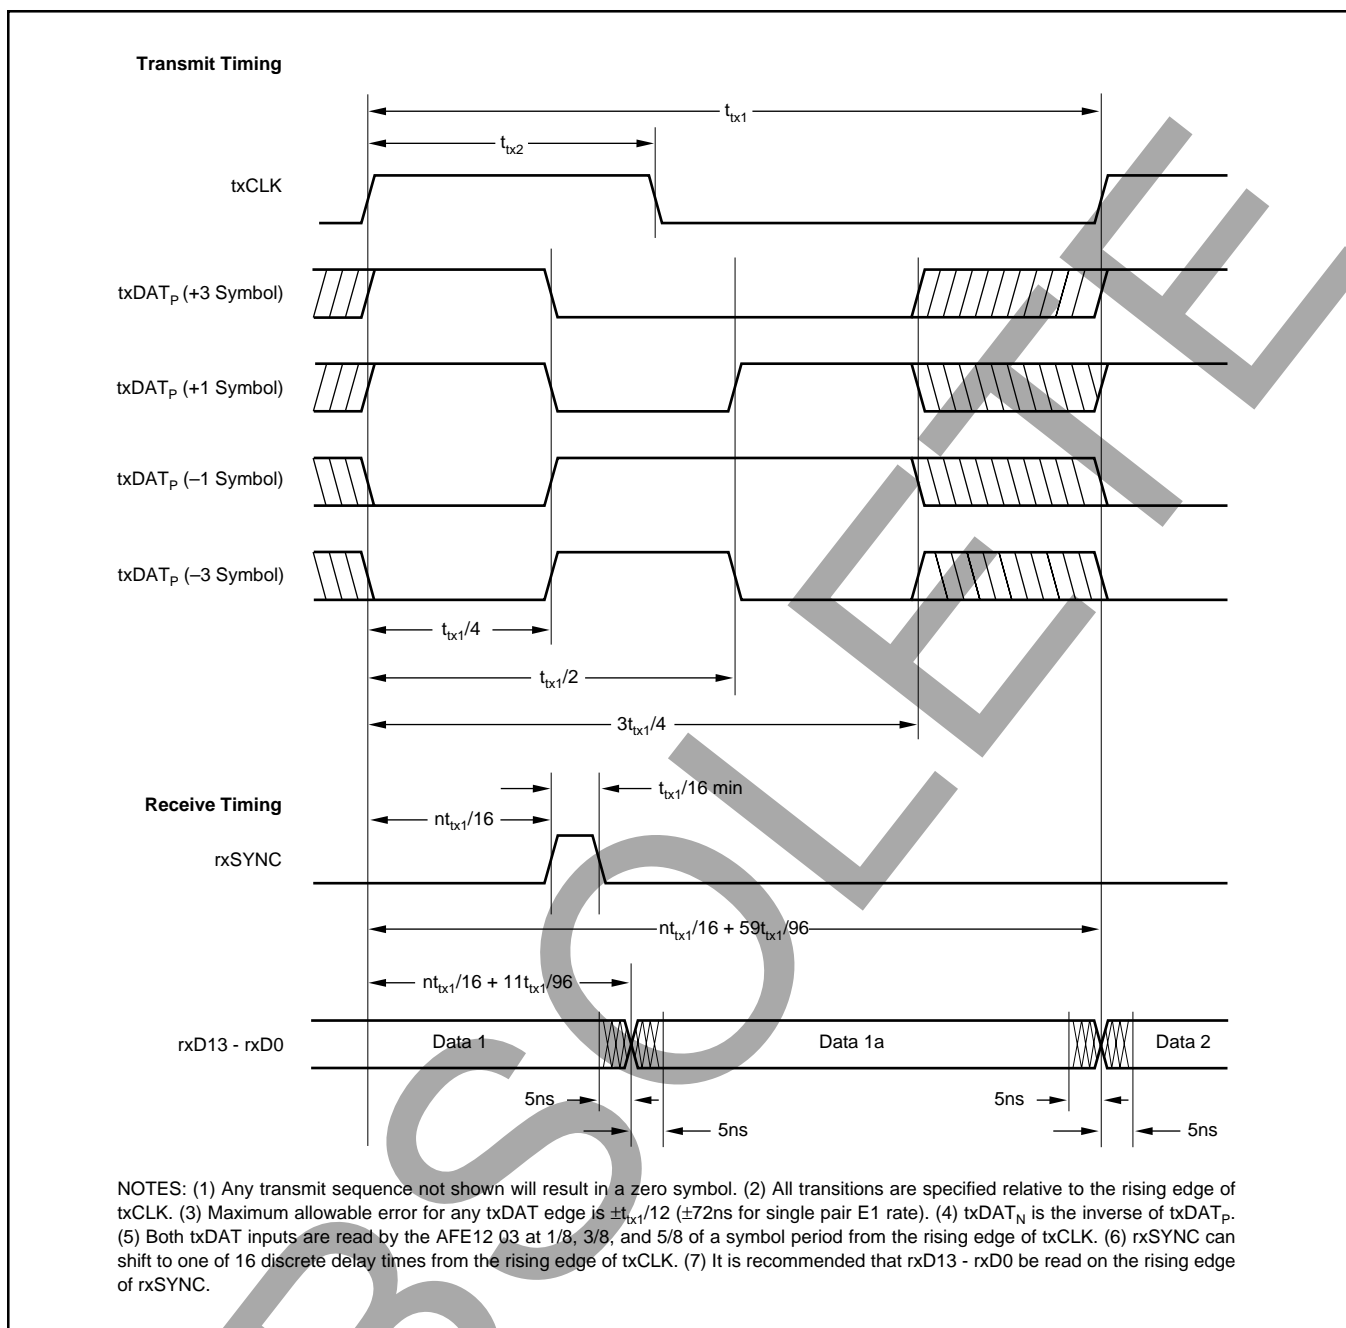 Transmit Timing
t_tx1
t_tx2
txCLK
txDAT_P (+3 Symbol)
txDAT_P (+1 Symbol)
txDAT_P (–1 Symbol)
txDAT_P (–3 Symbol)
t_tx1/4
t_tx1/2
3t_tx1/4
t_tx1/16 min
Receive Timing
nt_tx1/16
rxSYNC
nt_tx1/16 + 59t_tx1/96
nt_tx1/16 + 11t_tx1/96
rxD13 - rxD0
Data 1
Data 1a
Data 2
5ns
5ns
5ns
5ns
NOTES: (1) Any transmit sequence not shown will result in a zero symbol. (2) All transitions are specified relative to the rising edge of
txCLK. (3) Maximum allowable error for any txDAT edge is ±t_tx1/12 (±72ns for single pair E1 rate). (4) txDAT_N is the inverse of txDAT_P.
(5) Both txDAT inputs are read by the AFE12 03 at 1/8, 3/8, and 5/8 of a symbol period from the rising edge of txCLK. (6) rxSYNC can
shift to one of 16 discrete delay times from the rising edge of txCLK. (7) It is recommended that rxD13 - rxD0 be read on the rising edge
of rxSYNC.
BSOLETE